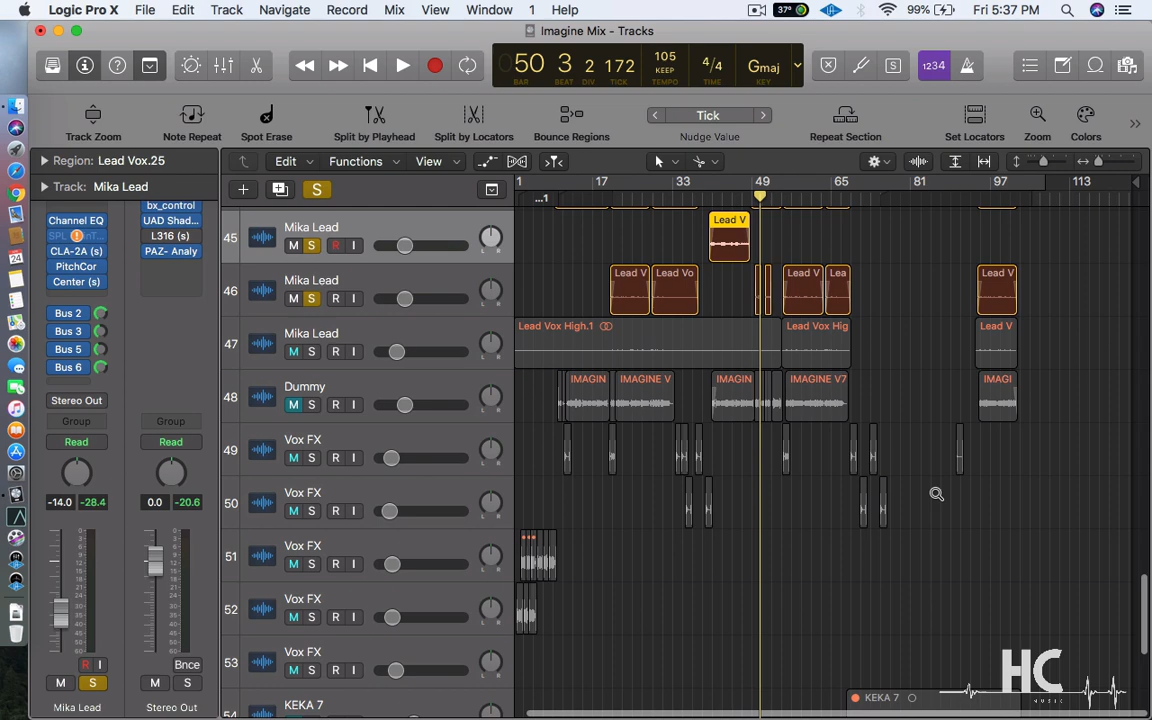 Logic Pro X File Edit Track Navigate Record Mix View Window 1 Help 37° 99% Fri 5:37 PM
Imagine Mix - Tracks
50 3 2 172 105 KEEP 4/4 Gmaj 1234
BAR BEAT DIV TICK TEMPO TIME KEY
Track Zoom Note Repeat Spot Erase Split by Playhead Split by Locators Bounce Regions Tick Nudge Value Repeat Section Set Locators Zoom Colors
Region: Lead Vox.25 Edit Functions View
Track: Mika Lead S 1 17 33 49 65 81 97 113
...1
bx_control
Channel EQ UAD Shad...
L316 (s)
CLA-2A (s) PAZ- Analy
PitchCor
Center (s)
Bus 2
Bus 3
Bus 5
Bus 6
Stereo Out
Group Group
Read Read
-14.0 -28.4 0.0 -20.6
R I Bnce
M S M S
Mika Lead Stereo Out
45 Mika Lead M S R I L R Lead V
46 Mika Lead M S R I L R Lead V Lead Vo Lead V Lea Lead V
47 Mika Lead M S R I L R Lead Vox High.1 Lead Vox Hig Lead V
48 Dummy M S R I L R IMAGIN IMAGINE V IMAGIN IMAGINE V7 IMAGI
49 Vox FX M S R I L R
50 Vox FX M S R I L R
51 Vox FX M S R I L R
52 Vox FX M S R I L R
53 Vox FX M S R I L R
54 KEKA 7 KEKA 7
HC
MUSIC